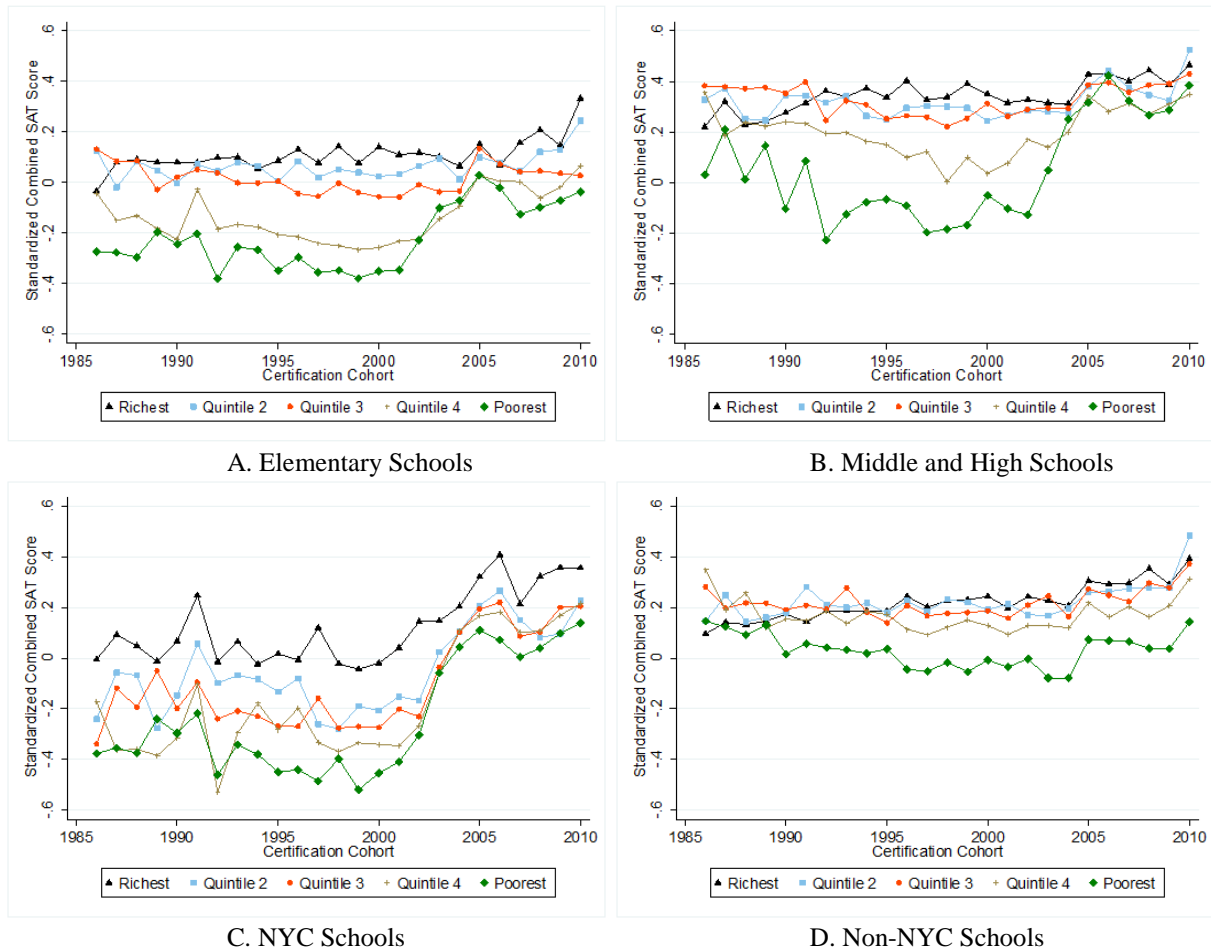 Standardized Combined SAT Score
.6
.4
.2
0
-.2
-.4
-.6
1985 1990 1995 2000 2005 2010
Certification Cohort
Richest Quintile 2 Quintile 3 Quintile 4 Poorest
A. Elementary Schools
Standardized Combined SAT Score
.6
.4
.2
0
-.2
-.4
-.6
1985 1990 1995 2000 2005 2010
Certification Cohort
Richest Quintile 2 Quintile 3 Quintile 4 Poorest
B. Middle and High Schools
Standardized Combined SAT Score
.6
.4
.2
0
-.2
-.4
-.6
1985 1990 1995 2000 2005 2010
Certification Cohort
Richest Quintile 2 Quintile 3 Quintile 4 Poorest
C. NYC Schools
Standardized Combined SAT Score
.6
.4
.2
0
-.2
-.4
-.6
1985 1990 1995 2000 2005 2010
Certification Cohort
Richest Quintile 2 Quintile 3 Quintile 4 Poorest
D. Non-NYC Schools